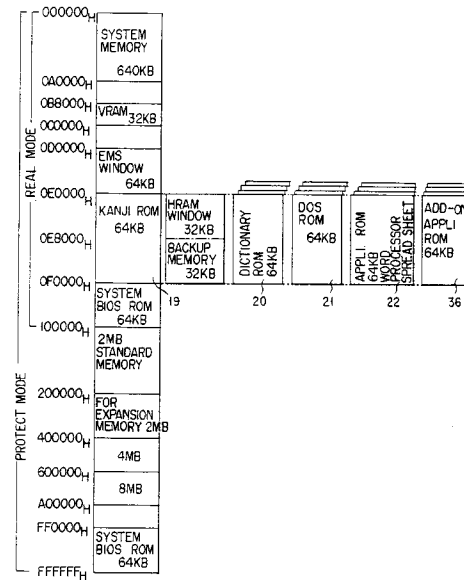 000000H
SYSTEM
MEMORY
640KB
0A0000H
0B8000H
VRAM 32KB
0C0000H
0D0000H
EMS
WINDOW
64KB
0E0000H
KANJI ROM
64KB
0E8000H
HRAM
WINDOW
32KB
BACKUP
MEMORY
32KB
DICTIONARY
ROM
64KB
DOS
ROM
64KB
APPLI. ROM
64KB
WORD
PROCESSOR
SPREAD SHEET
ADD-ON
APPLI
ROM
64KB
0F0000H
19
20
21
22
36
SYSTEM
BIOS ROM
64KB
100000H
2MB
STANDARD
MEMORY
200000H
FOR
EXPANSION
MEMORY 2MB
400000H
4MB
600000H
8MB
A00000H
FF0000H
SYSTEM
BIOS ROM
64KB
FFFFFFH
REAL MODE
PROTECT MODE